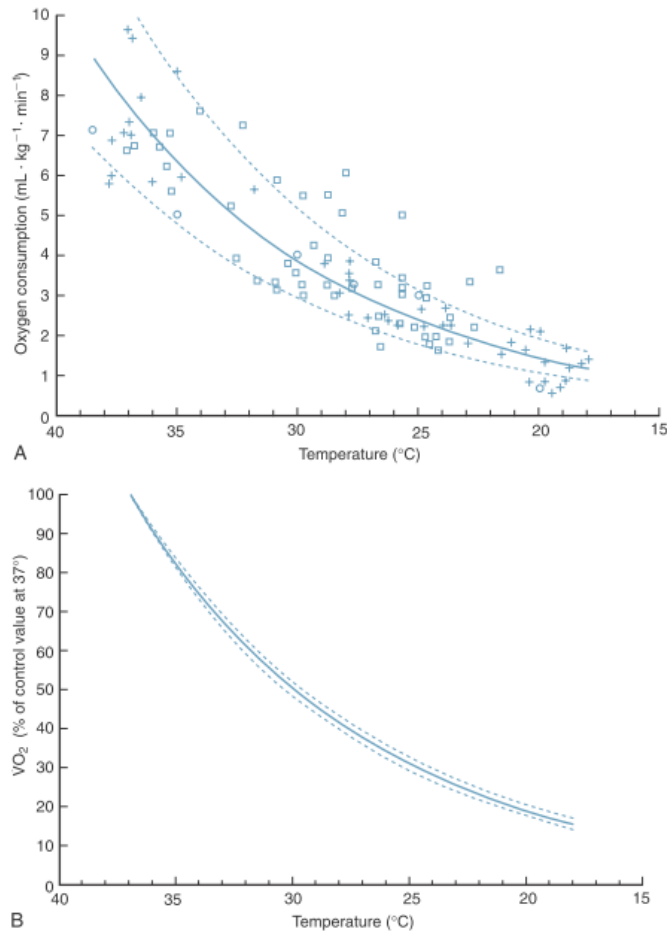 10
9
8
7
6
5
4
3
2
1
0
Oxygen consumption (mL · kg⁻¹· min⁻¹)
40 35 30 25 20 15
Temperature (°C)
A
100
90
80
70
60
50
40
30
20
10
0
VO₂ (% of control value at 37°)
40 35 30 25 20 15
Temperature (°C)
B